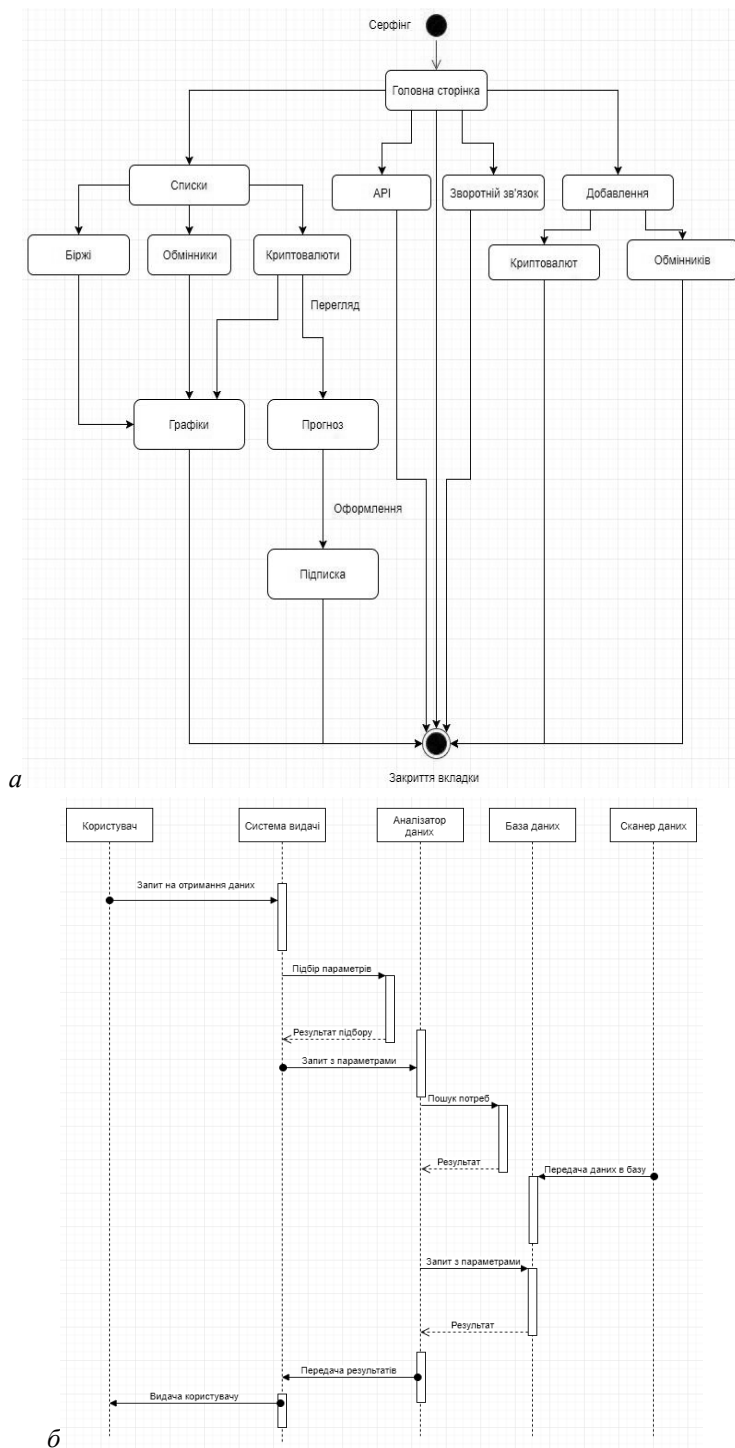 Серфінг
Головна сторінка
Списки
API
Зворотній зв'язок
Добавлення
Біржі
Обмінники
Криптовалюти
Криптовалют
Обмінників
Перегляд
Графіки
Прогноз
Оформлення
Підписка
Закриття вкладки
а
Користувач
Система видачі
Аналізатор
даних
База даних
Сканер даних
Запит на отримання даних
Підбір параметрів
Результат підбору
Запит з параметрами
Пошук потреб
Результат
Передача даних в базу
Запит з параметрами
Результат
Передача результатів
Видача користувачу
б